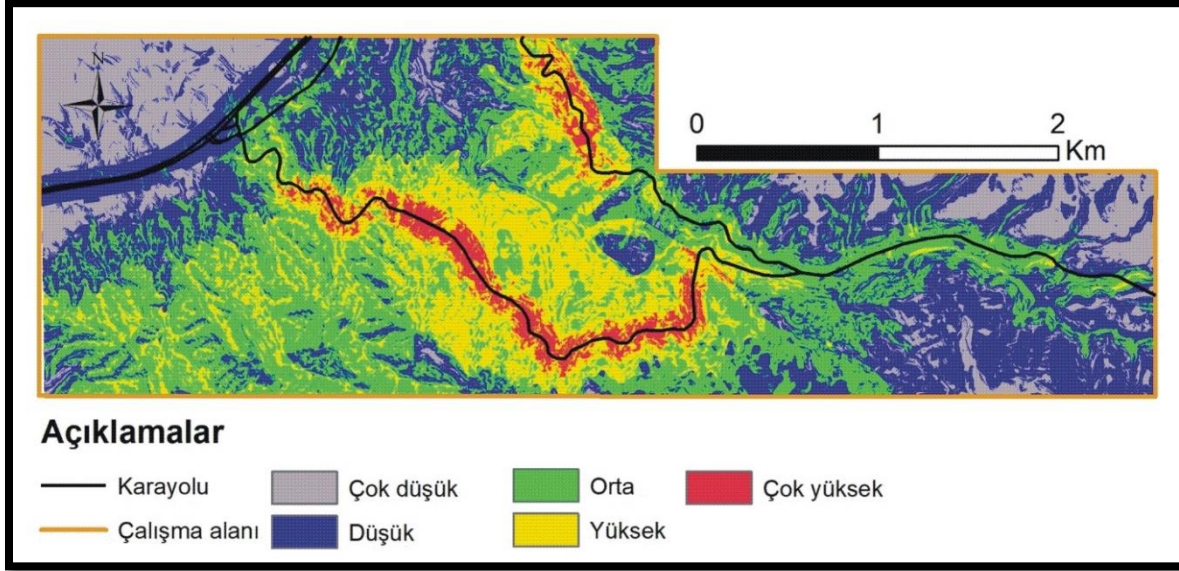 N
0 1 2
Km
Açıklamalar
Karayolu
Çok düşük
Orta
Çok yüksek
Çalışma alanı
Düşük
Yüksek